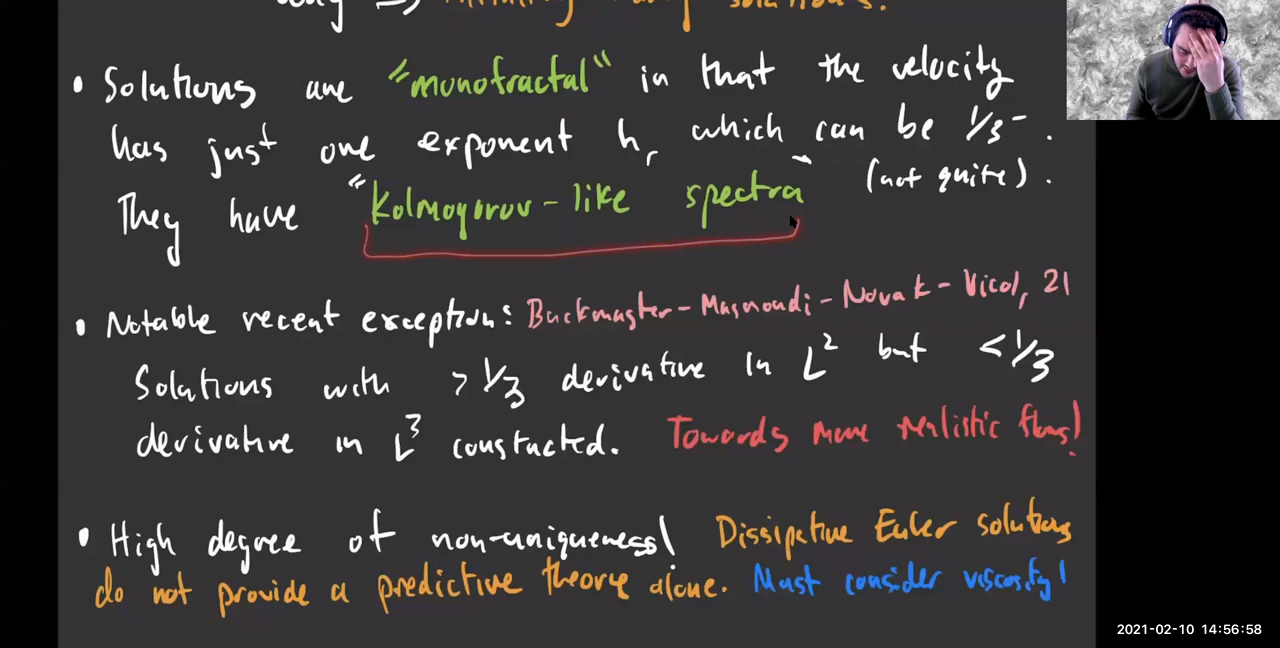 solutions.
• Solutions are "monofractal" in that the velocity
has just one exponent h, which can be 1/3⁻.
They have "Kolmogorov-like spectra" (not quite).
• Notable recent exception: Buckmaster-Masmoudi-Novak-Vicol, 21
Solutions with > 1/3 derivative in L² but < 1/3
derivative in L³ constucted. Towards more realistic flows!
• High degree of non-uniqueness! Dissipative Euler solutions
do not provide a predictive theory alone. Must consider viscosity!
2021-02-10 14:56:58